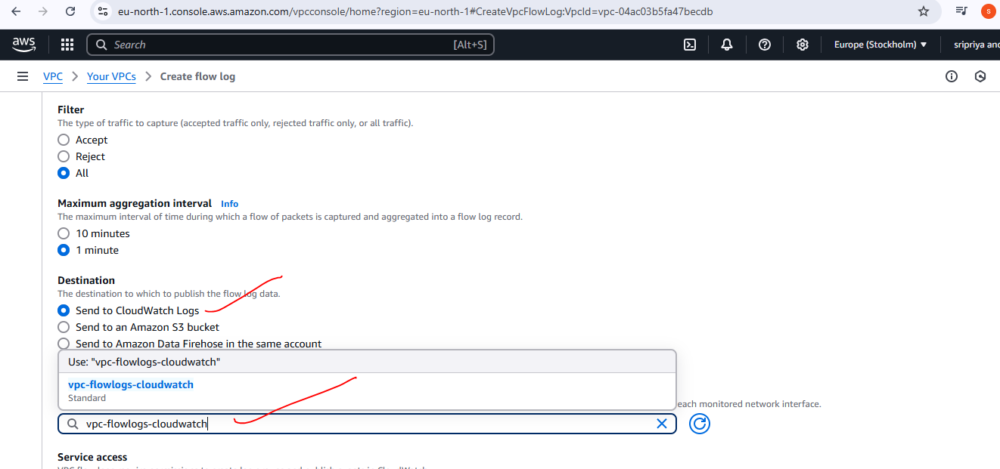 eu-north-1.console.aws.amazon.com/vpcconsole/home?region=eu-north-1#CreateVpcFlowLog:VpcId=vpc-04ac03b5fa47becdb
S
aws
Search [Alt+S] Europe (Stockholm) sripriya
VPC > Your VPCs > Create flow log
Filter
The type of traffic to capture (accepted traffic only, rejected traffic only, or all traffic).
Accept
Reject
All
Maximum aggregation interval Info
The maximum interval of time during which a flow of packets is captured and aggregated into a flow log record.
10 minutes
1 minute
Destination
The destination to which to publish the flow log data.
Send to CloudWatch Logs
Send to an Amazon S3 bucket
Send to Amazon Data Firehose in the same account
Use: "vpc-flowlogs-cloudwatch"
vpc-flowlogs-cloudwatch
Standard
each monitored network interface.
vpc-flowlogs-cloudwatch
Service access